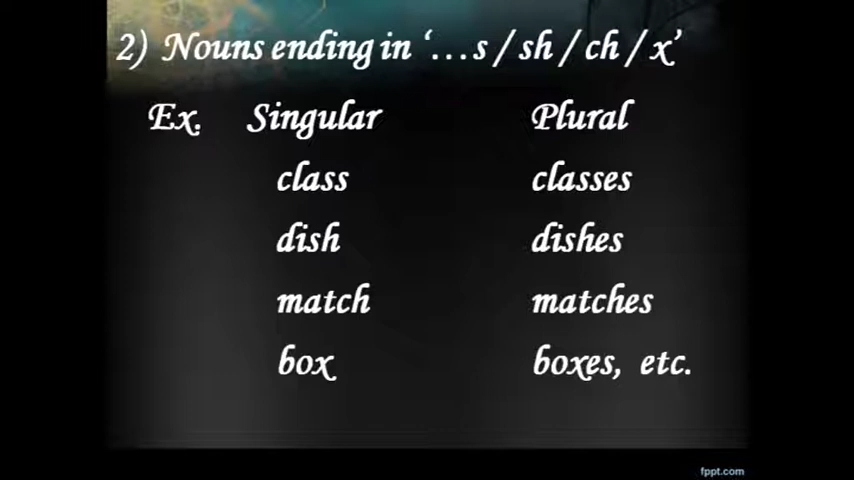 2) Nouns ending in ‘...s / sh / ch / x’
Ex. Singular Plural
class classes
dish dishes
match matches
box boxes, etc.
fppt.com